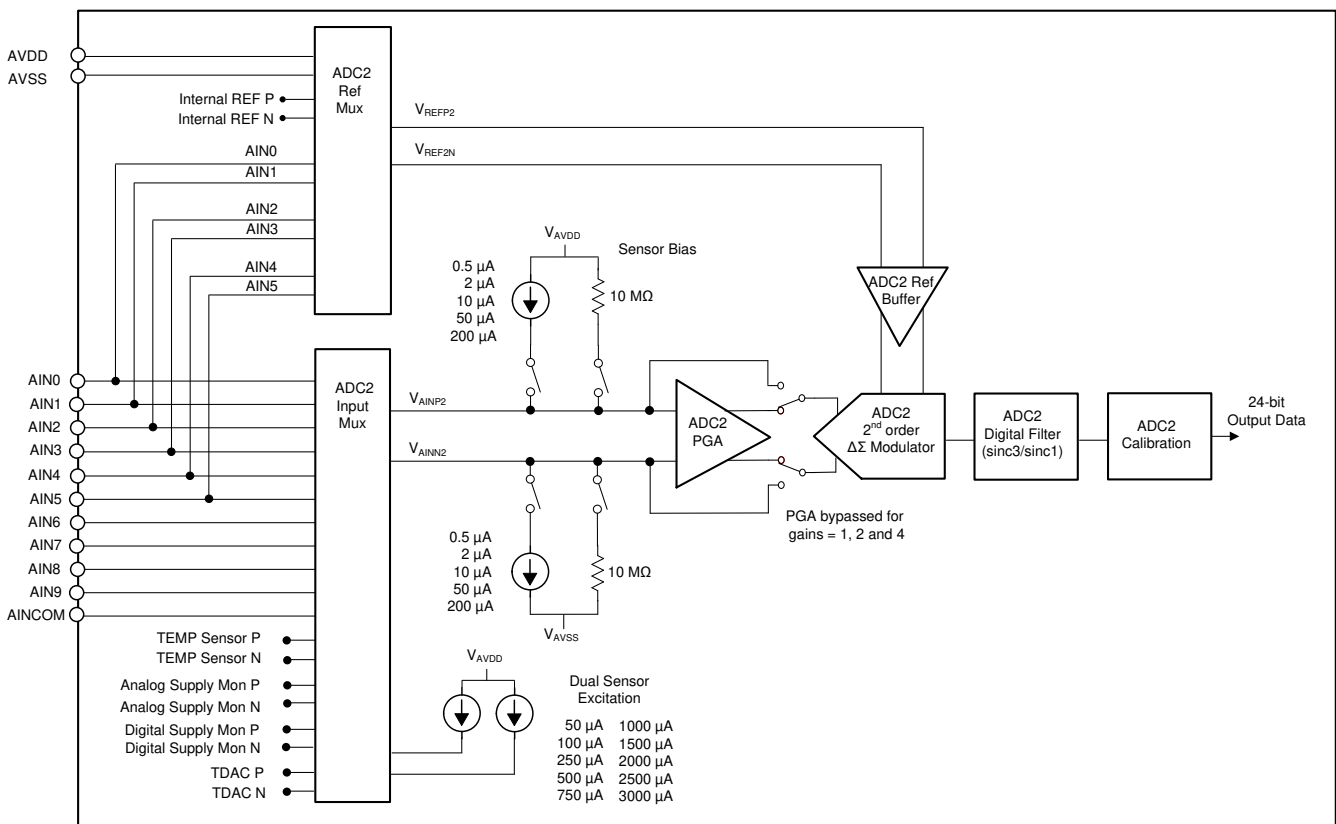 AVDD
AVSS
ADC2
Ref
Mux
Internal REF P
Internal REF N
VREFP2
VREF2N
AIN0
AIN1
AIN2
AIN3
AIN4
AIN5
VAVDD
Sensor Bias
0.5 µA
2 µA
10 µA
50 µA
200 µA
10 MΩ
ADC2 Ref
Buffer
AIN0
AIN1
AIN2
AIN3
AIN4
AIN5
AIN6
AIN7
AIN8
AIN9
AINCOM
ADC2
Input
Mux
VAINP2
VAINN2
ADC2
PGA
ADC2
2nd order
ΔΣ Modulator
ADC2
Digital Filter
(sinc3/sinc1)
ADC2
Calibration
24-bit
Output Data
PGA bypassed for
gains = 1, 2 and 4
0.5 µA
2 µA
10 µA
50 µA
200 µA
10 MΩ
VAVSS
TEMP Sensor P
TEMP Sensor N
Analog Supply Mon P
Analog Supply Mon N
Digital Supply Mon P
Digital Supply Mon N
TDAC P
TDAC N
VAVDD
Dual Sensor
Excitation
50 µA 1000 µA
100 µA 1500 µA
250 µA 2000 µA
500 µA 2500 µA
750 µA 3000 µA